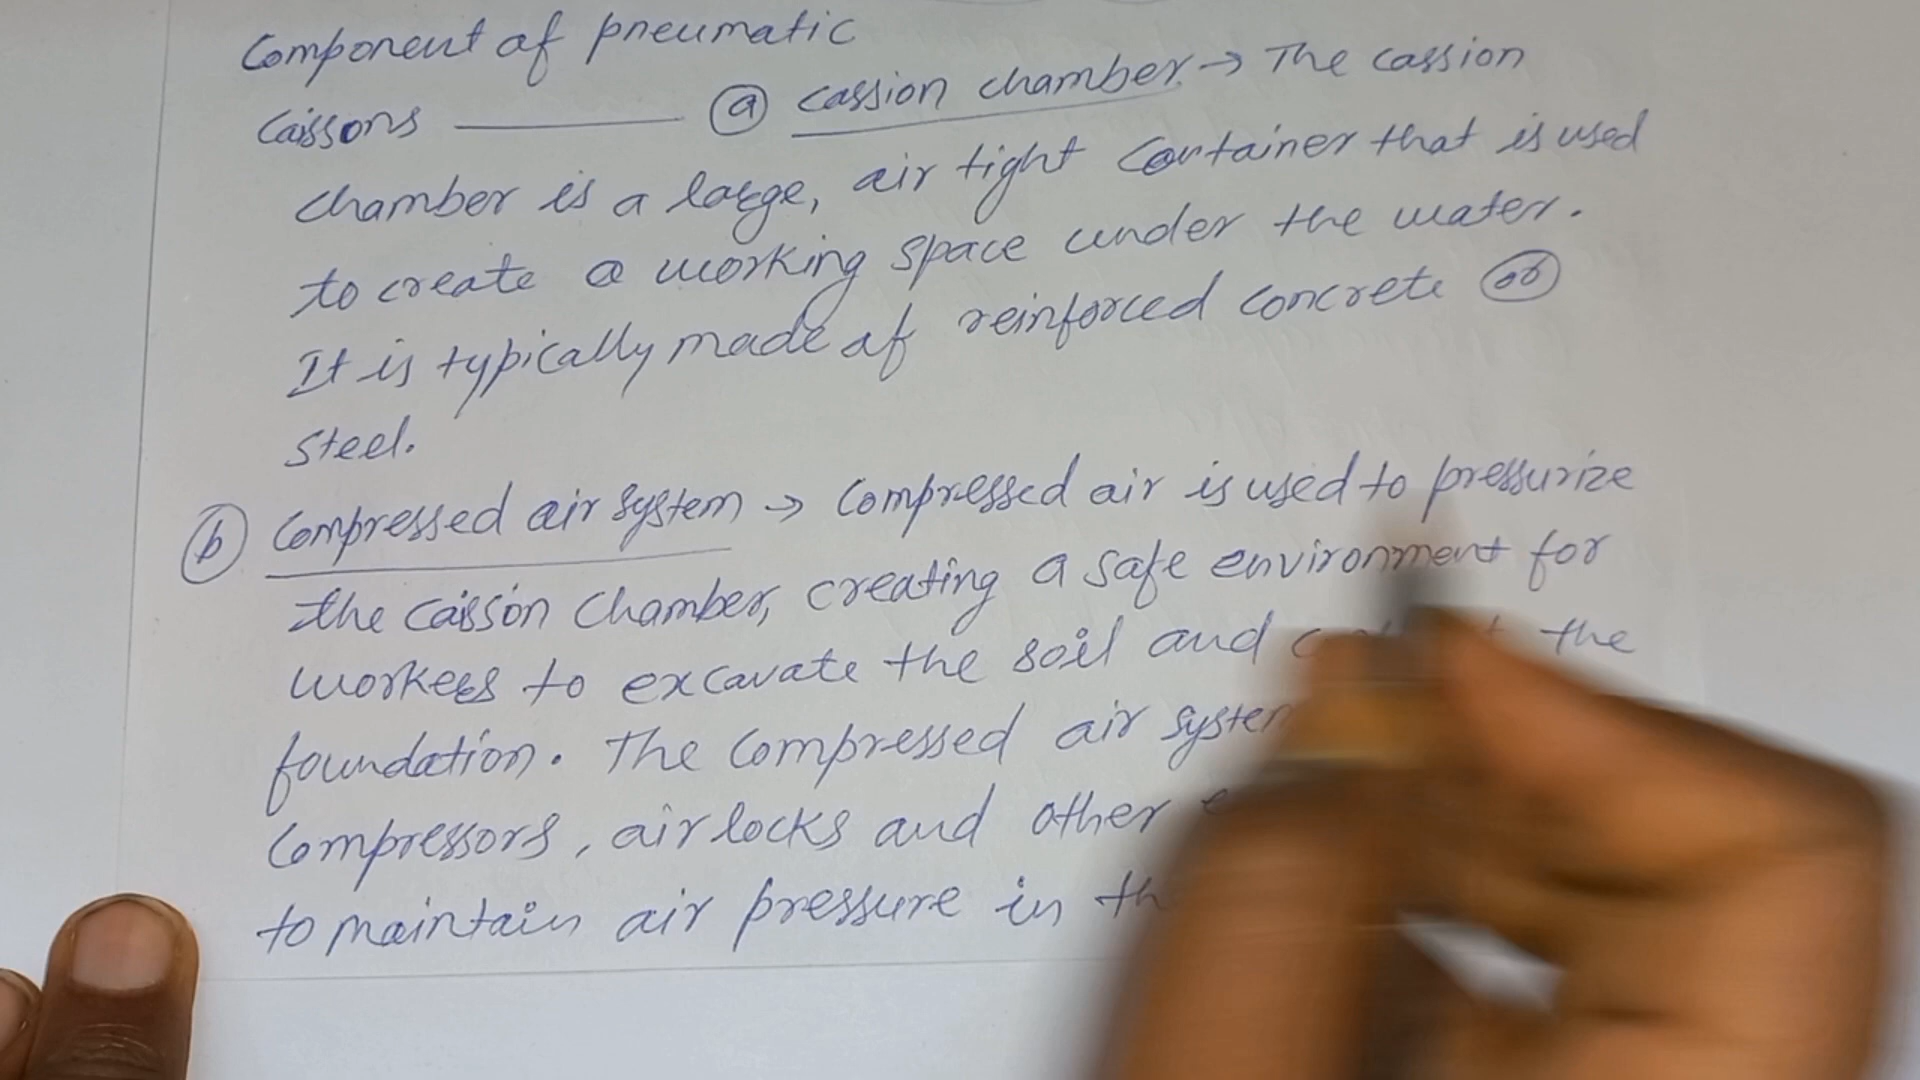 Component of pneumatic
Caissons ⓐ cassion chamber → The cassion
chamber is a large, air tight container that is used
to create a working space under the water.
It is typically made of reinforced concrete or
steel.
ⓑ Compressed air system → Compressed air is used to pressurize
the caisson chamber, creating a safe environment for
workers to excavate the soil and the
foundation. The compressed air
compressors, air locks and other
to maintain air pressure in